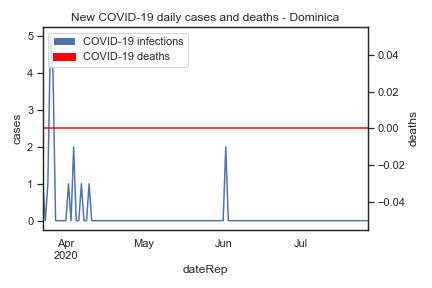 New COVID-19 daily cases and deaths - Dominica
COVID-19 infections
COVID-19 deaths
5
4
3
2
1
0
cases
0.04
0.02
0.00
−0.02
−0.04
deaths
Apr
2020
May
Jun
Jul
dateRep